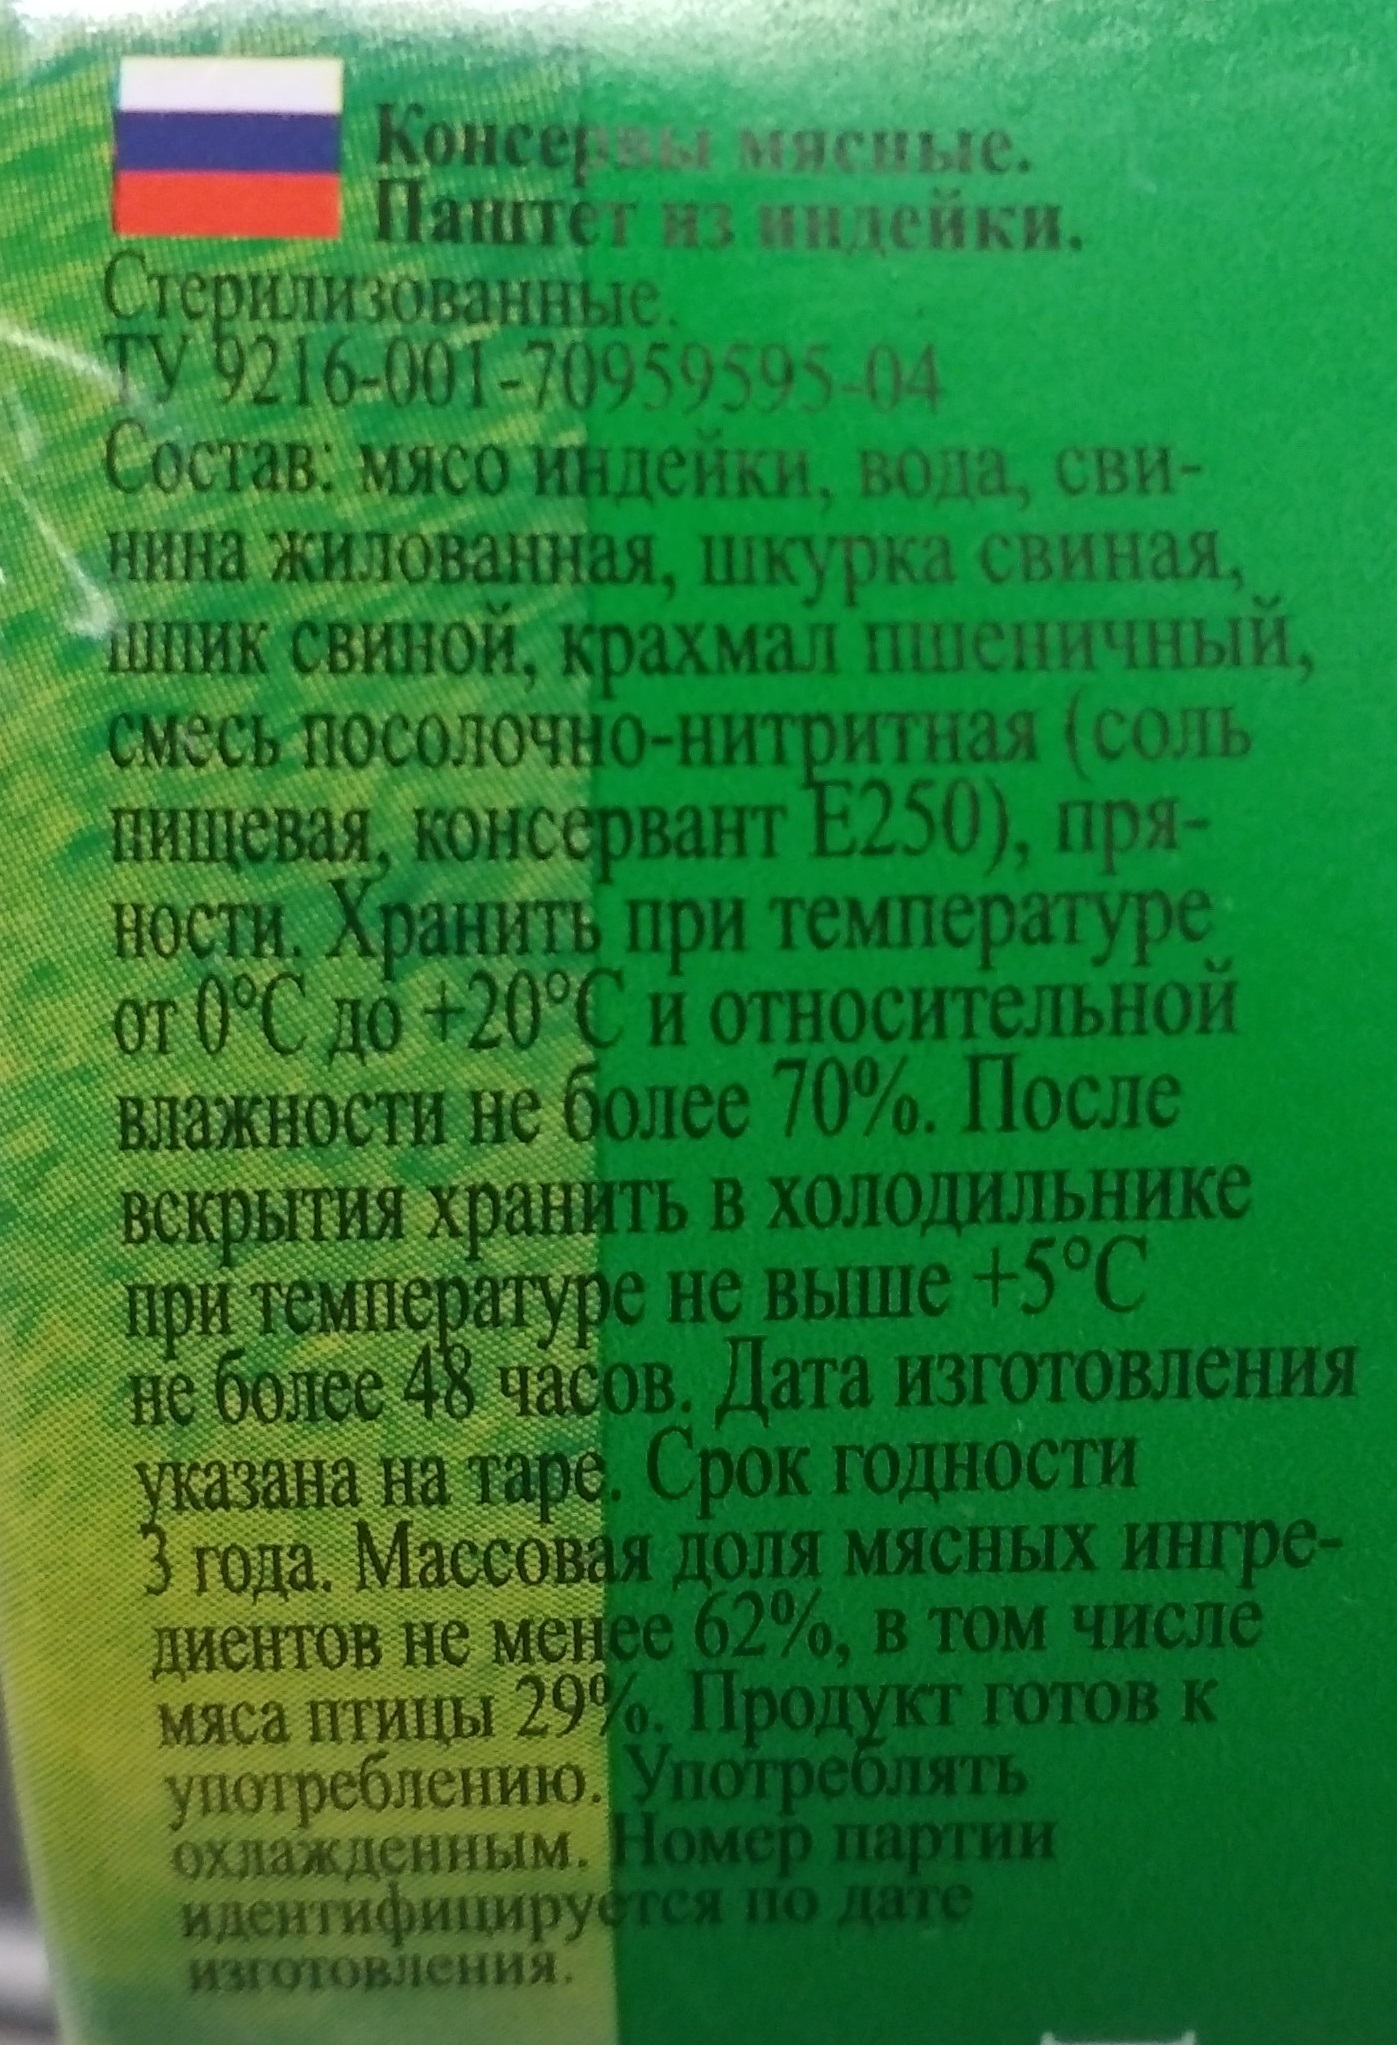 Консервы мясные.
Паштет из индейки.
Стерилизованные.
ТУ 9216-001-70959595-04
Состав: мясо индейки, вода, сви-
нина жилованная, шкурка свиная,
шпик свиной, крахмал пшеничный,
смесь посолочно-нитритная (соль
пищевая, консервант Е250), пря-
ности. Хранить при температуре
от 0°С до +20°С и относительной
влажности не более 70%. После
вскрытия хранить в холодильнике
при температуре не выше +5°С
не более 48 часов. Дата изготовления
указана на таре. Срок годности
3 года. Массовая доля мясных ингре-
диентов не менее 62%, в том числе
мяса птицы 29%. Продукт готов к
употреблению. Употреблять
охлажденным. Номер партии
идентифицируется по дате
изготовления.